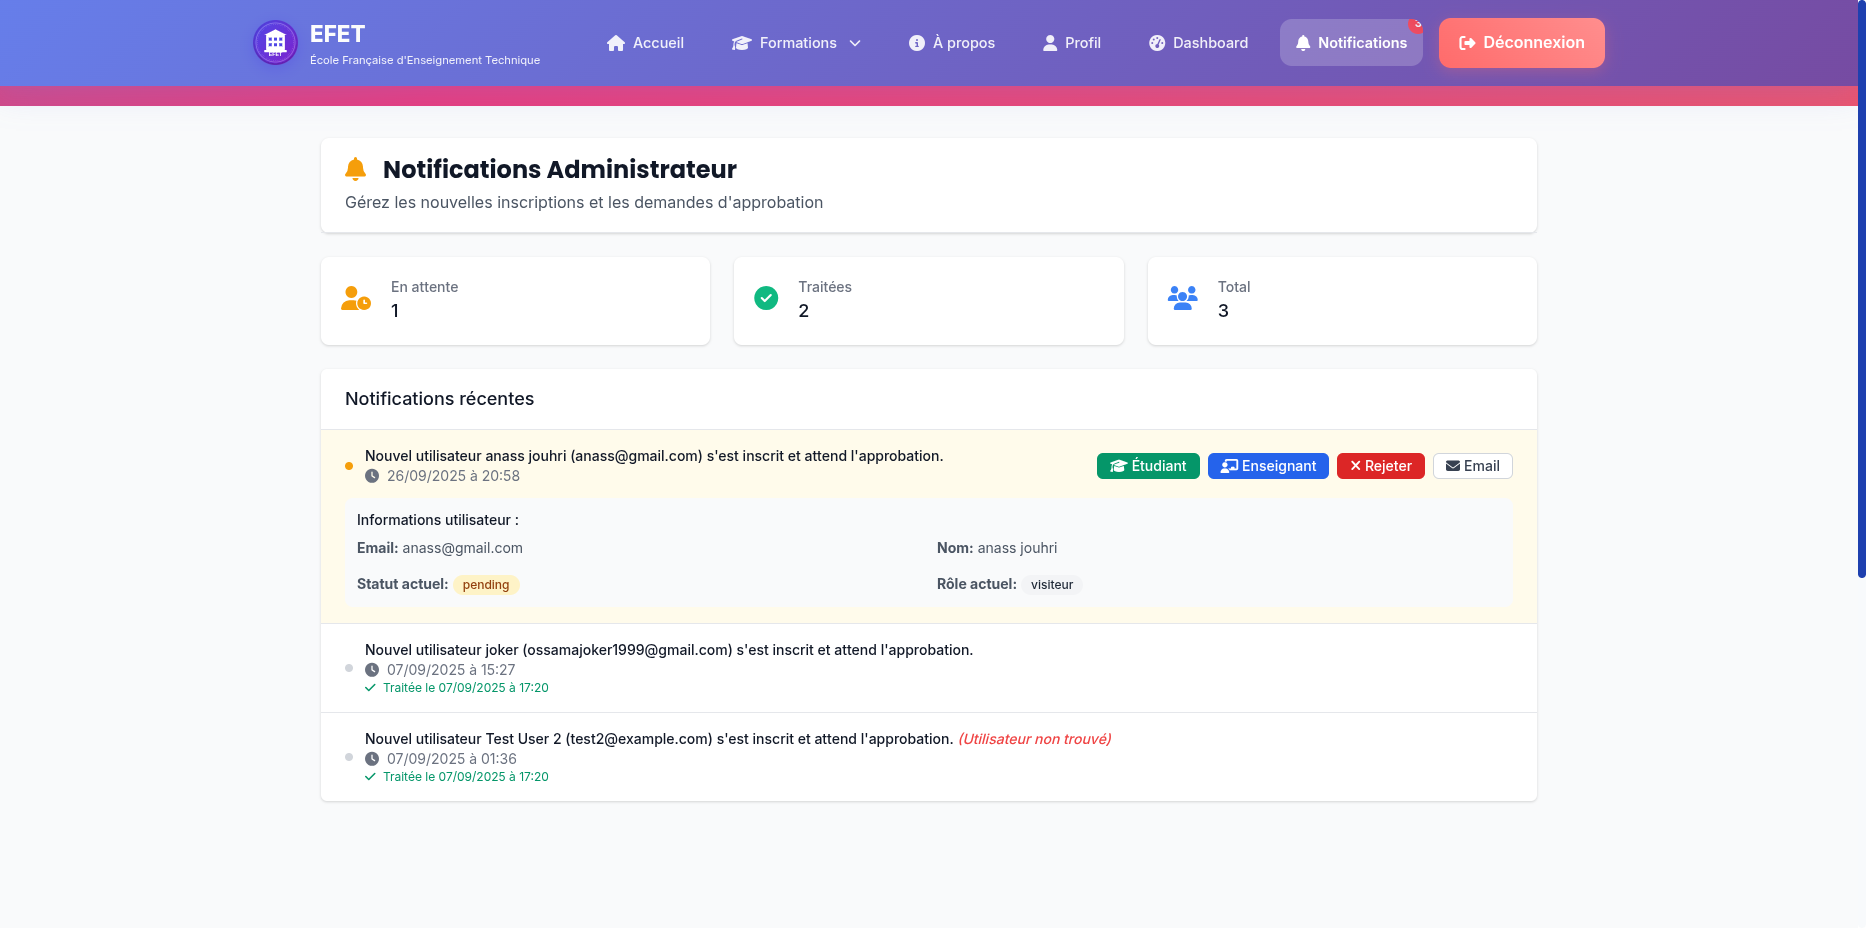 EFET
École Française d'Enseignement Technique
Accueil
Formations
À propos
Profil
Dashboard
Notifications
3
Déconnexion
Notifications Administrateur
Gérez les nouvelles inscriptions et les demandes d'approbation
En attente
1
Traitées
2
Total
3
Notifications récentes
Nouvel utilisateur anass jouhri (anass@gmail.com) s'est inscrit et attend l'approbation.
26/09/2025 à 20:58
Étudiant
Enseignant
Rejeter
Email
Informations utilisateur :
Email: anass@gmail.com
Nom: anass jouhri
Statut actuel: pending
Rôle actuel: visiteur
Nouvel utilisateur joker (ossamajoker1999@gmail.com) s'est inscrit et attend l'approbation.
07/09/2025 à 15:27
Traitée le 07/09/2025 à 17:20
Nouvel utilisateur Test User 2 (test2@example.com) s'est inscrit et attend l'approbation. (Utilisateur non trouvé)
07/09/2025 à 01:36
Traitée le 07/09/2025 à 17:20